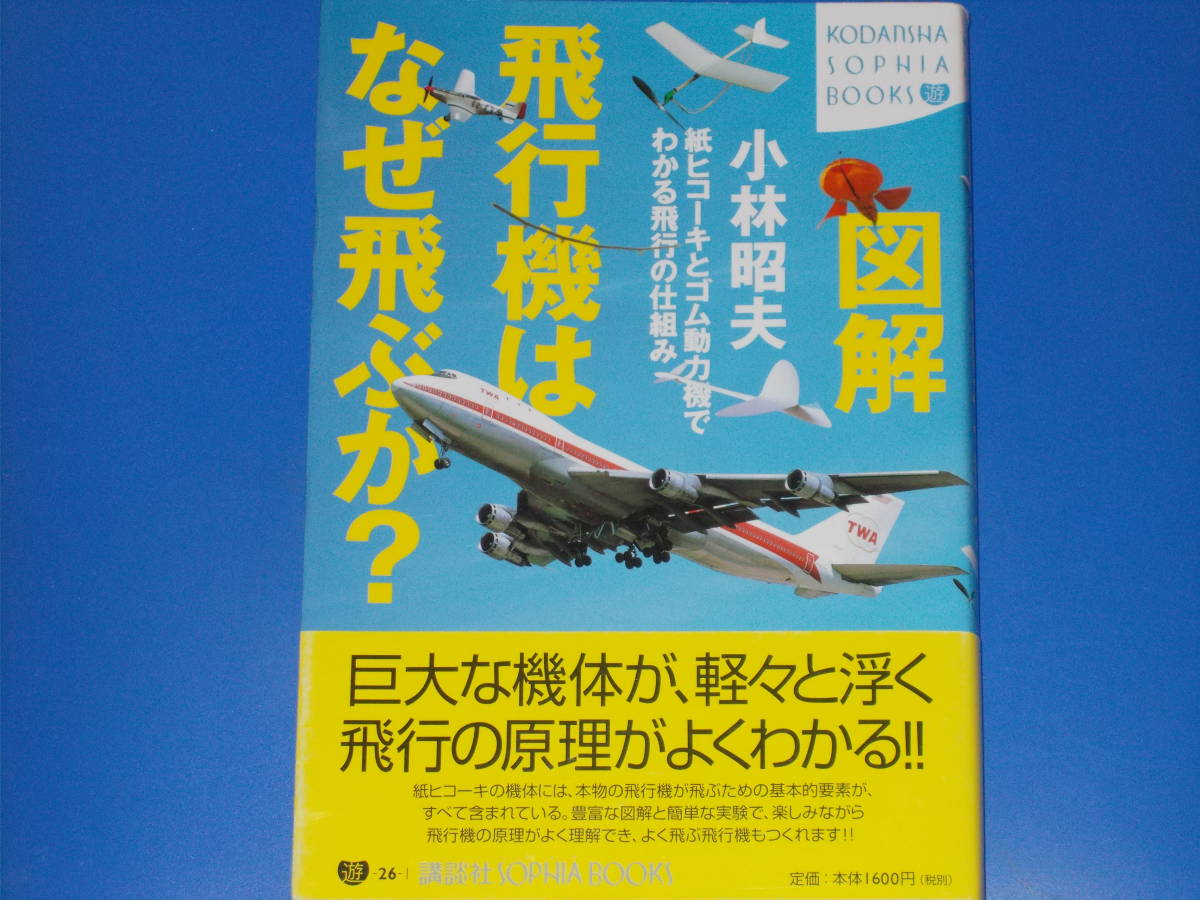 KODANSHA
SOPHIA
BOOKS 遊
図解
飛行機は
なぜ飛ぶか?
小林昭夫
紙ヒコーキとゴム動力機で
わかる飛行の仕組み
TWA
TWA
巨大な機体が、軽々と浮く
飛行の原理がよくわかる!!
紙ヒコーキの機体には、本物の飛行機が飛ぶための基本的要素が、
すべて含まれている。豊富な図解と簡単な実験で、楽しみながら
飛行機の原理がよく理解でき、よく飛ぶ飛行機もつくれます!!
遊 -26-1 講談社 SOPHIA BOOKS
定価:本体1600円(税別)